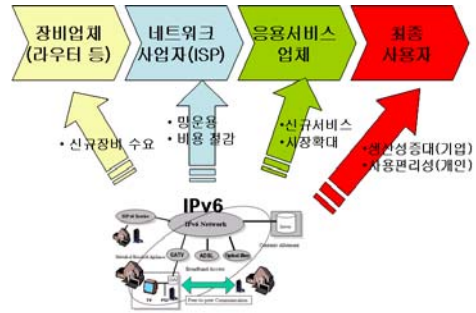 장비업체
(라우터 등)
네트워크
사업자(ISP)
응용서비스
업체
최종
사용자
• 신규장비 수요
• 망운용
• 비용 절감
• 신규서비스
• 시장확대
• 생산성증대(기업)
• 사용편리성(개인)
IPv6
IPv6 Network
Server
CATV
ADSL
Broadband Access
Peer-to-peer Communication